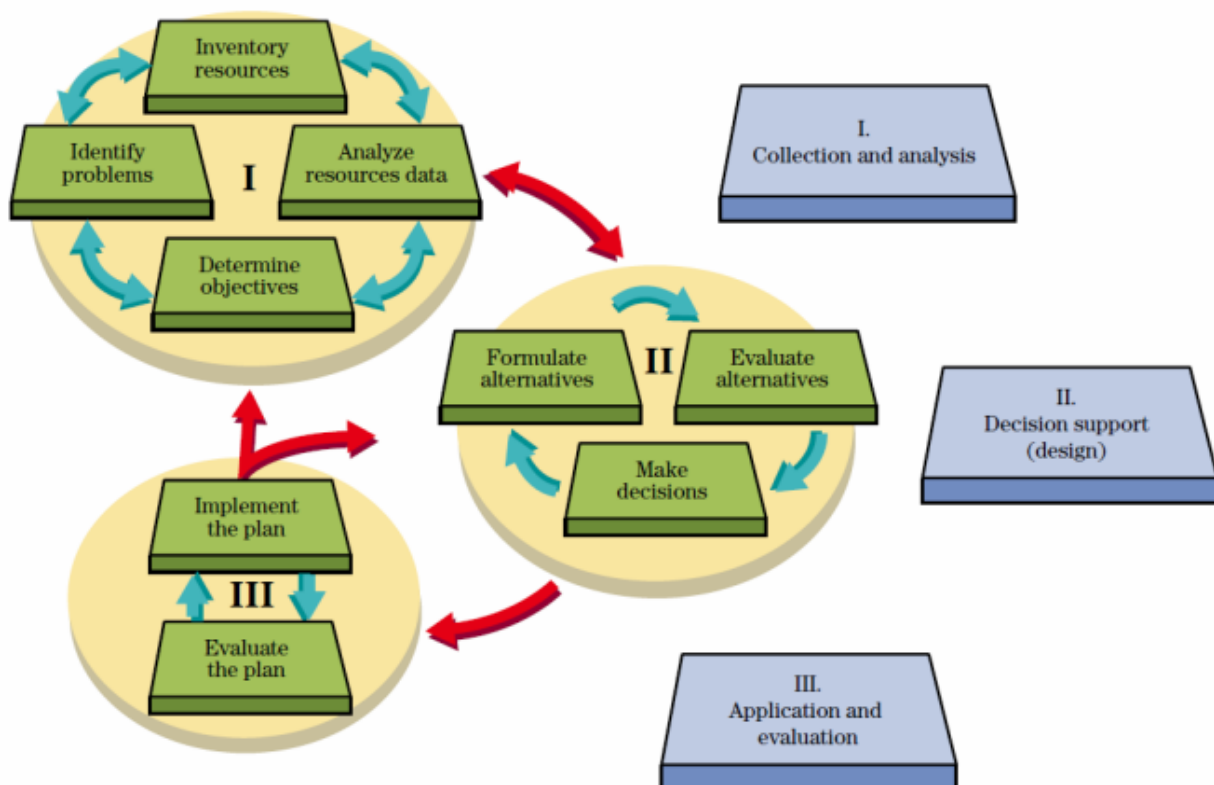 Inventory
resources
Identify
problems
I
Analyze
resources data
Determine
objectives
I.
Collection and analysis
Formulate
alternatives
II
Evaluate
alternatives
Make
decisions
II.
Decision support
(design)
Implement
the plan
III
Evaluate
the plan
III.
Application and
evaluation